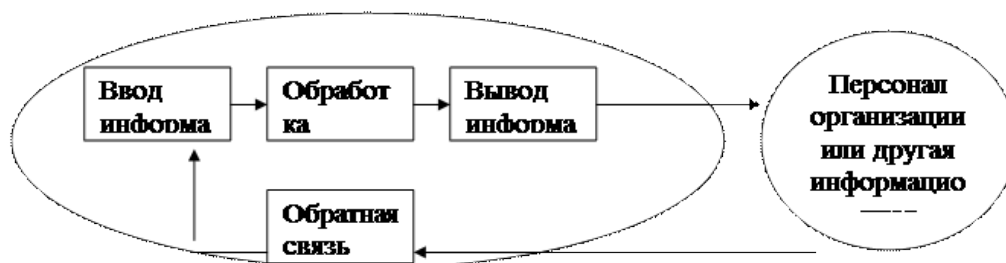 Ввод
информа
Обработ
ка
Вывод
информа
Персонал
организации
или другая
информацио
Обратная
связь